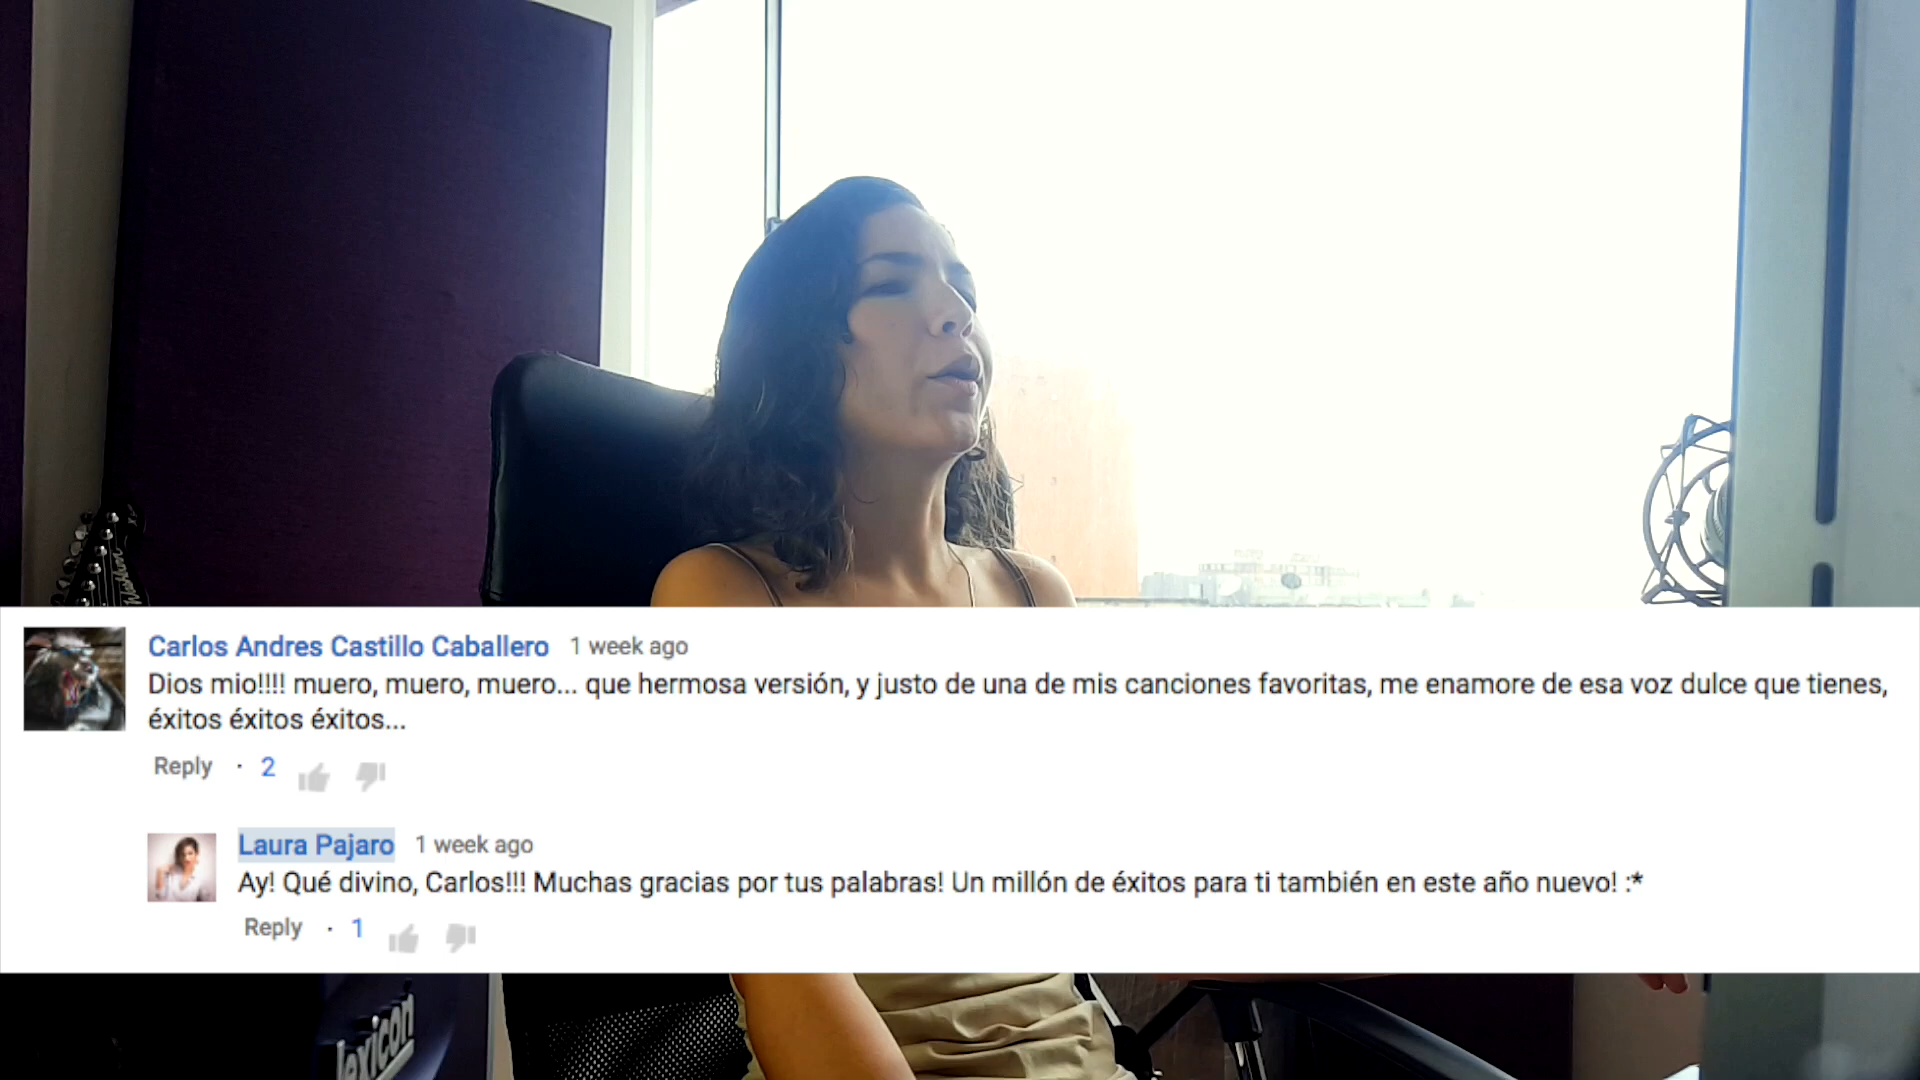 Washburn
Carlos Andres Castillo Caballero 1 week ago
Dios mio!!!! muero, muero, muero... que hermosa versión, y justo de una de mis canciones favoritas, me enamore de esa voz dulce que tienes,
éxitos éxitos éxitos...
Reply · 2
Laura Pajaro 1 week ago
Ay! Qué divino, Carlos!!! Muchas gracias por tus palabras! Un millón de éxitos para ti también en este año nuevo! :*
Reply · 1
lexicon